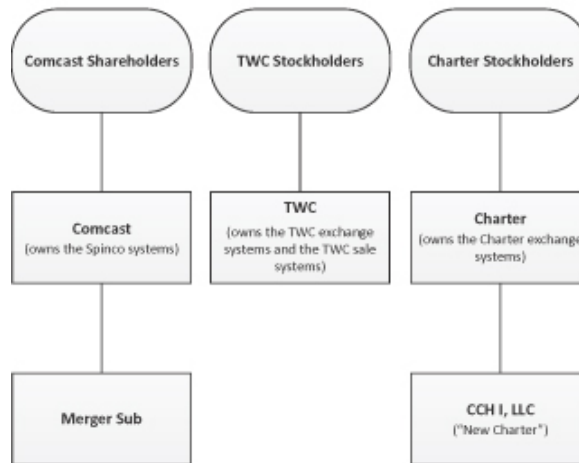 Comcast Shareholders
TWC Stockholders
Charter Stockholders
Comcast
(owns the Spinco systems)
TWC
(owns the TWC exchange
systems and the TWC sale
systems)
Charter
(owns the Charter exchange
systems)
Merger Sub
CCH I, LLC
("New Charter")